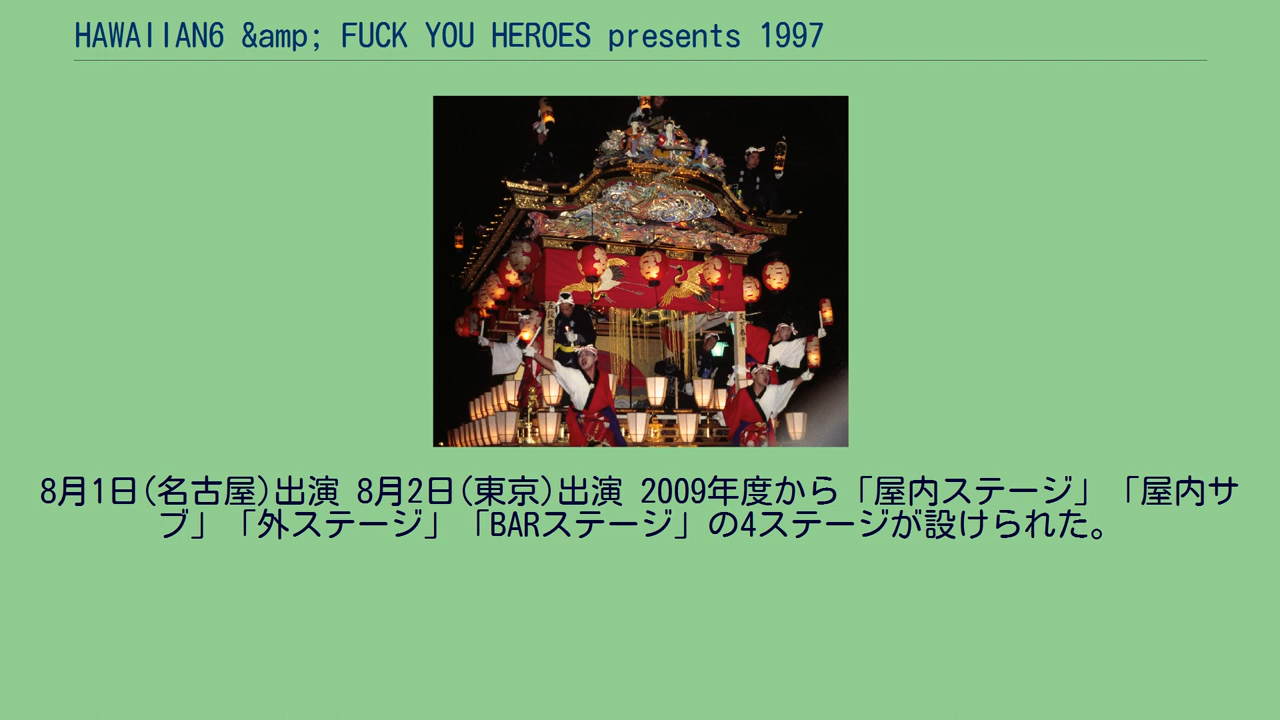 HAWAIIAN6 &amp; FUCK YOU HEROES presents 1997
8月1日(名古屋)出演 8月2日(東京)出演 2009年度から「屋内ステージ」「屋内サ
ブ」「外ステージ」「BARステージ」の4ステージが設けられた。